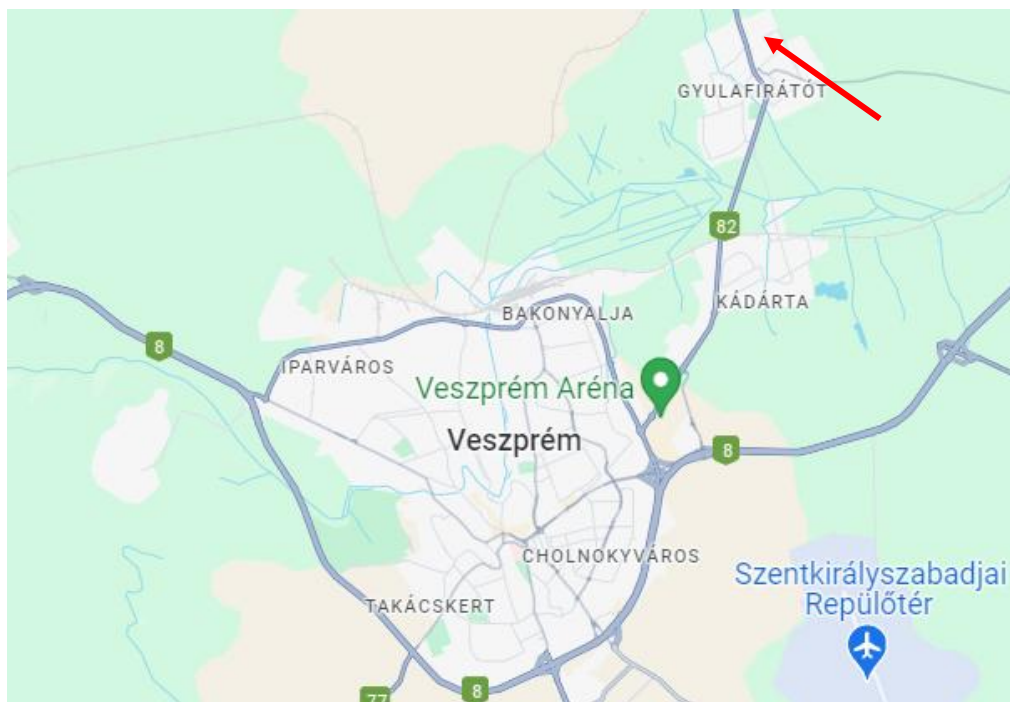 GYULAFIRÁTÓT
82
KÁDÁRTA
BAKONYALJA
8
IPARVÁROS
Veszprém Aréna
Veszprém
8
CHOLNOKYVÁROS
Szentkirályszabadjai
Repülőtér
TAKÁCSKERT
77
8